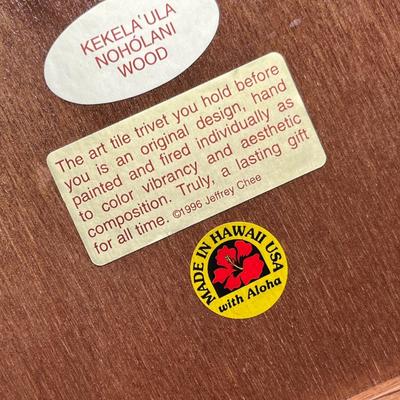 KEKELA'ULA
NOHÓLANI
WOOD
The art tile trivet you hold before
you is an original design, hand
painted and fired individually as
to color vibrancy and aesthetic
composition. Truly, a lasting gift
for all time. ©1996 Jeffrey Chee
MADE IN HAWAII USA
with Aloha